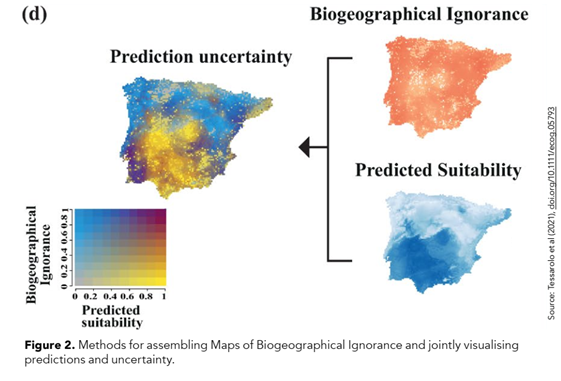 (d)
Biogeographical Ignorance
Prediction uncertainty
Predicted Suitability
Biogeographical
Ignorance
0 0.2 0.4 0.6 0.8 1
0 0.2 0.4 0.6 0.8 1
Predicted
suitability
Source: Tessarolo et al (2021), doi.org/10.1111/ecog.05793
Figure 2. Methods for assembling Maps of Biogeographical Ignorance and jointly visualising
predictions and uncertainty.